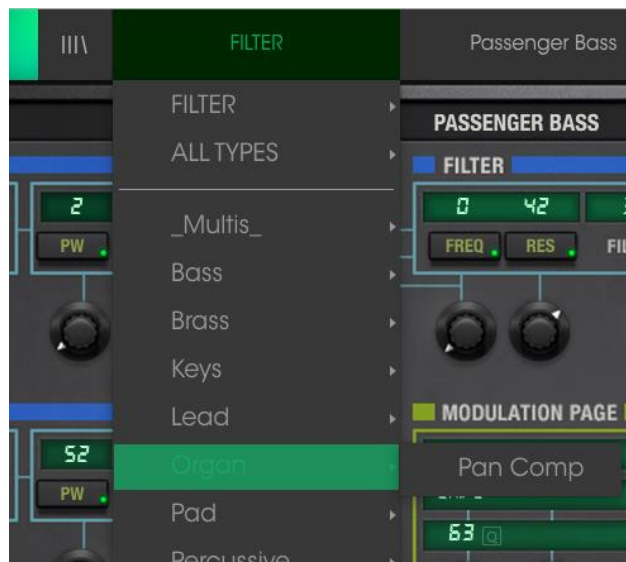 FILTER
Passenger Bass
FILTER
ALL TYPES
_Multis_
Bass
Brass
Keys
Lead
Organ
Pan Comp
Pad
Percussive
PASSENGER BASS
FILTER
0 42
FREQ RES
2
PW
MODULATION PAGE
52
PW
63 Q